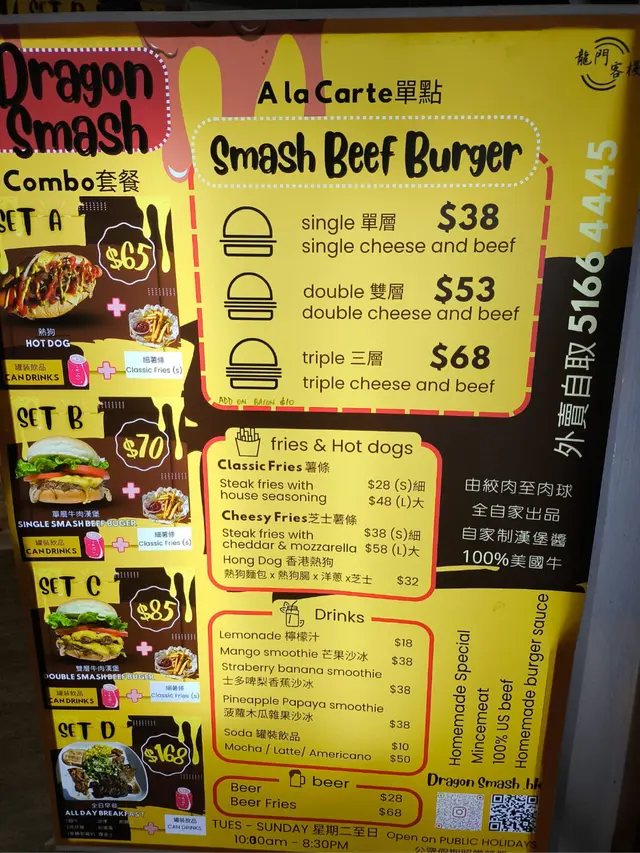 Dragon
Smash
Combo套餐
SET A
$65
熱狗
HOT DOG
罐裝飲品
CAN DRINKS
細薯條
Classic Fries (s)
SET B
$70
單層牛肉漢堡
SINGLE SMASH BEEF BUGER
罐裝飲品
CAN DRINKS
細薯條
Classic Fries (s)
SET C
$85
雙層牛肉漢堡
DOUBLE SMASH BEEF BUGER
罐裝飲品
CAN DRINKS
細薯條
Classic Fries (s)
SET D
$168
全日早餐
ALL DAY BREAKFAST
罐裝飲品
CAN DRINKS
A la Carte單點
Smash Beef Burger
single 單層 $38
single cheese and beef
double 雙層 $53
double cheese and beef
triple 三層 $68
triple cheese and beef
ADD ON BACON $10
fries & Hot dogs
Classic Fries 薯條
Steak fries with $28 (S)細
house seasoning $48 (L)大
Cheesy Fries芝士薯條
Steak fries with $38 (S)細
cheddar & mozzarella $58 (L)大
Hong Dog 香港熱狗
熱狗麵包 x 熱狗腸 x 洋蔥 x芝士 $32
Drinks
Lemonade 檸檬汁 $18
Mango smoothie 芒果沙冰 $38
Straberry banana smoothie
士多啤梨香蕉沙冰 $38
Pineapple Papaya smoothie
菠蘿木瓜雜果沙冰 $38
Soda 罐裝飲品 $10
Mocha / Latte/ Americano $50
beer
Beer $28
Beer Fries $68
TUES - SUNDAY 星期二至日
10:00am - 8:30PM
Open on PUBLIC HOLIDAYS
龍門客棧
外賣自取 5166 4445
由絞肉至肉球
全自家出品
自家制漢堡醬
100%美國牛
Homemade Special
Mincemeat
100% US beef
Homemade burger sauce
Dragon Smash .hk